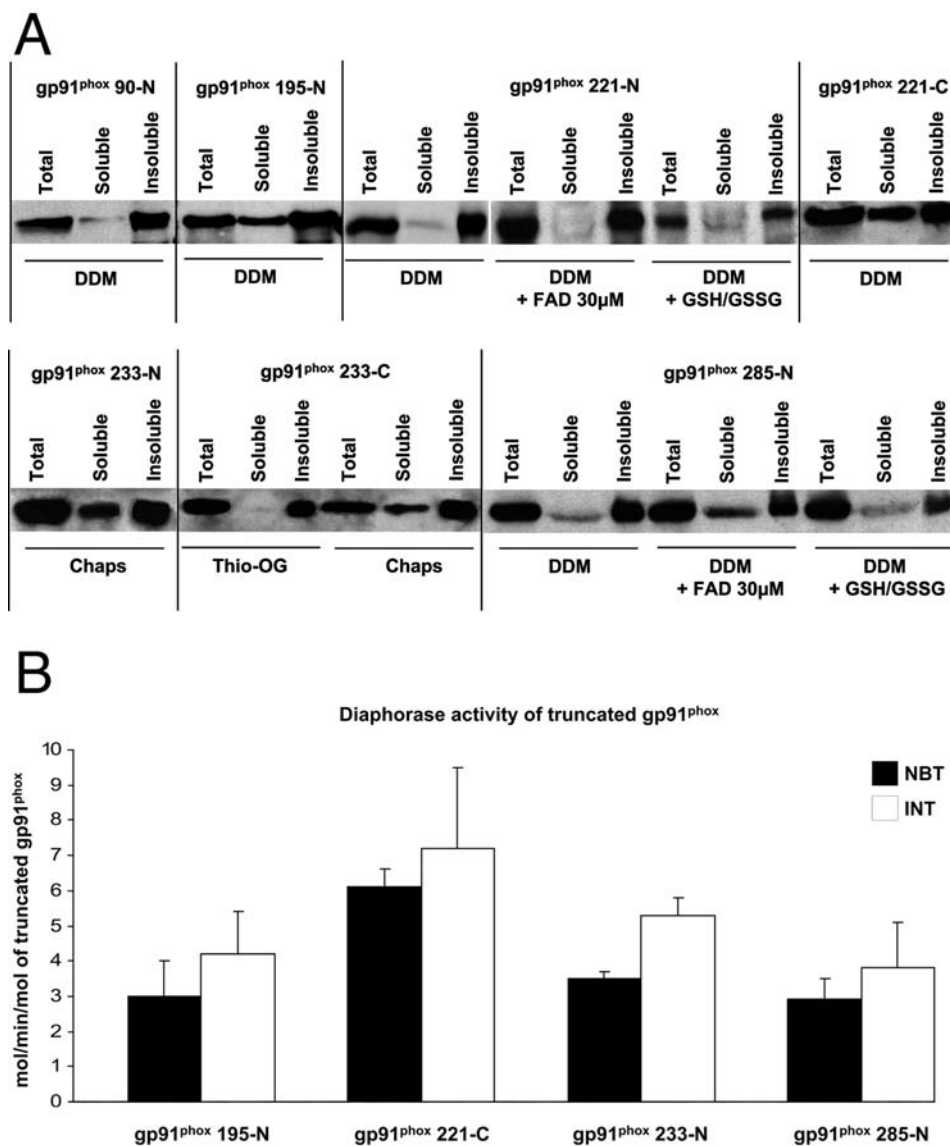 A
gp91phox 90-N gp91phox 195-N gp91phox 221-N gp91phox 221-C
Total Soluble Insoluble Total Soluble Insoluble Total Soluble Insoluble Total Soluble Insoluble Total Soluble Insoluble Total Soluble Insoluble
DDM DDM DDM DDM DDM DDM
+ FAD 30µM + GSH/GSSG
gp91phox 233-N gp91phox 233-C gp91phox 285-N
Total Soluble Insoluble Total Soluble Insoluble Total Soluble Insoluble Total Soluble Insoluble Total Soluble Insoluble Total Soluble Insoluble
Chaps Thio-OG Chaps DDM DDM DDM
+ FAD 30µM + GSH/GSSG
B
Diaphorase activity of truncated gp91phox
mol/min/mol of truncated gp91phox
10
9
8
7
6
5
4
3
2
1
0
NBT
INT
gp91phox 195-N gp91phox 221-C gp91phox 233-N gp91phox 285-N